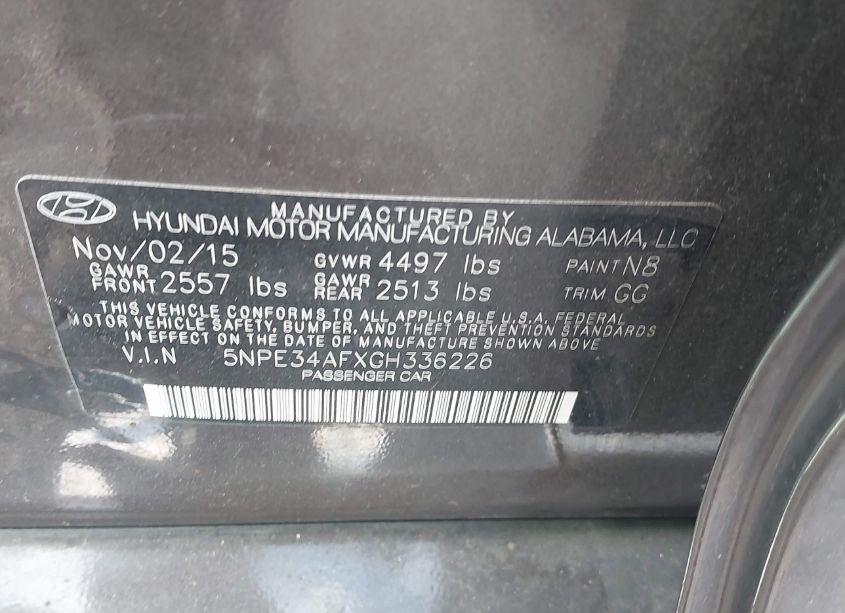 MANUFACTURED BY
HYUNDAI MOTOR MANUFACTURING ALABAMA, LLC
Nov/02/15 GVWR 4497 lbs PAINT N8
GAWR FRONT 2557 lbs GAWR REAR 2513 lbs TRIM GG
THIS VEHICLE CONFORMS TO ALL APPLICABLE U.S.A. FEDERAL
MOTOR VEHICLE SAFETY, BUMPER, AND THEFT PREVENTION STANDARDS
IN EFFECT ON THE DATE OF MANUFACTURE SHOWN ABOVE
V.I.N 5NPE34AFXGH336226
PASSENGER CAR